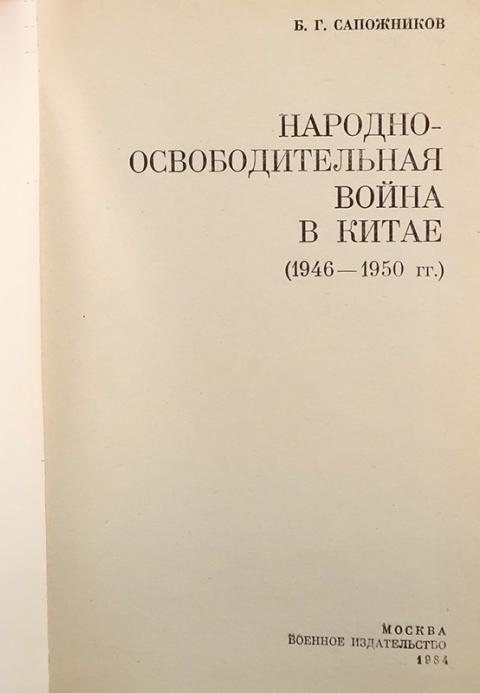 Б. Г. САПОЖНИКОВ
НАРОДНО-
ОСВОБОДИТЕЛЬНАЯ
ВОЙНА
В КИТАЕ
(1946—1950 гг.)
МОСКВА
ВОЕННОЕ ИЗДАТЕЛЬСТВО
1984